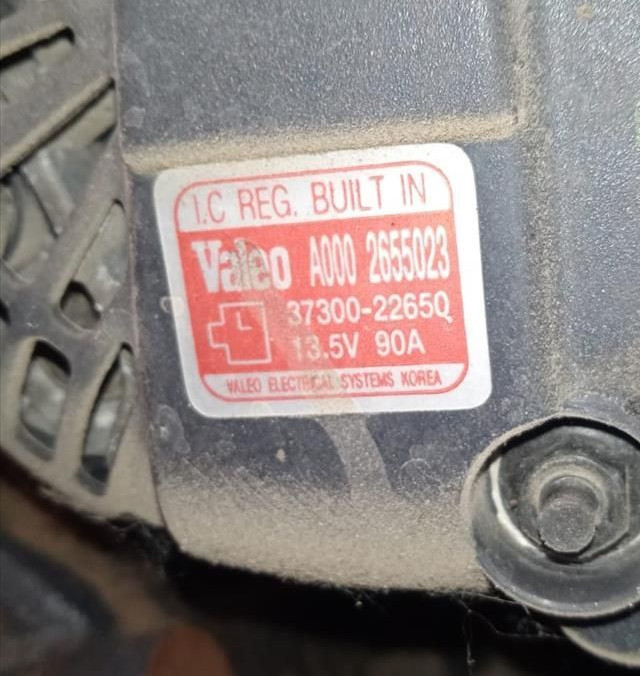 I.C REG. BUILT IN
Valeo A000 2655023
37300-2265Q
13.5V 90A
VALEO ELECTRICAL SYSTEMS KOREA